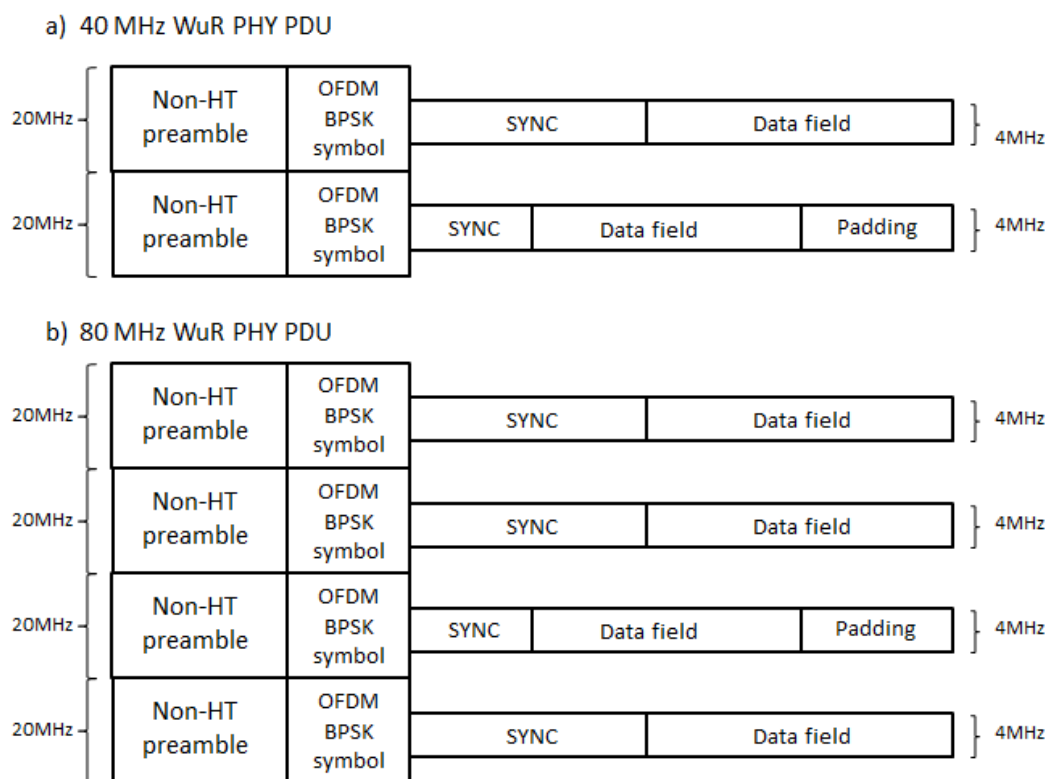 a) 40 MHz WuR PHY PDU
20MHz
Non-HT
preamble
OFDM
BPSK
symbol
SYNC
Data field
4MHz
20MHz
Non-HT
preamble
OFDM
BPSK
symbol
SYNC
Data field
Padding
4MHz
b) 80 MHz WuR PHY PDU
20MHz
Non-HT
preamble
OFDM
BPSK
symbol
SYNC
Data field
4MHz
20MHz
Non-HT
preamble
OFDM
BPSK
symbol
SYNC
Data field
4MHz
20MHz
Non-HT
preamble
OFDM
BPSK
symbol
SYNC
Data field
Padding
4MHz
20MHz
Non-HT
preamble
OFDM
BPSK
symbol
SYNC
Data field
4MHz